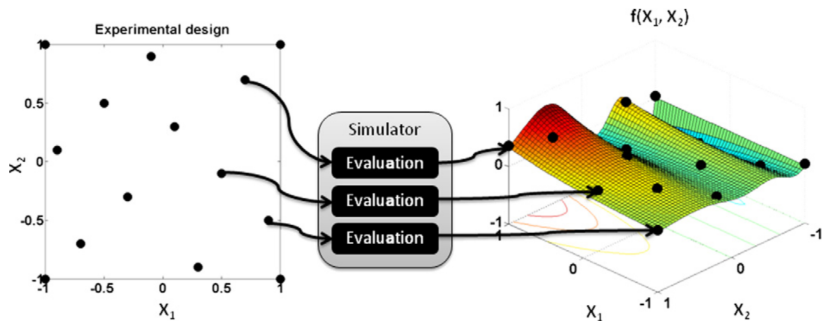 Experimental design
1
0.5
0
-0.5
-1
X2
-1 -0.5 0 0.5 1
X1
Simulator
Evaluation
Evaluation
Evaluation
f(X1, X2)
1
0
-1
1
0
-1
X1
1
0
-1
X2